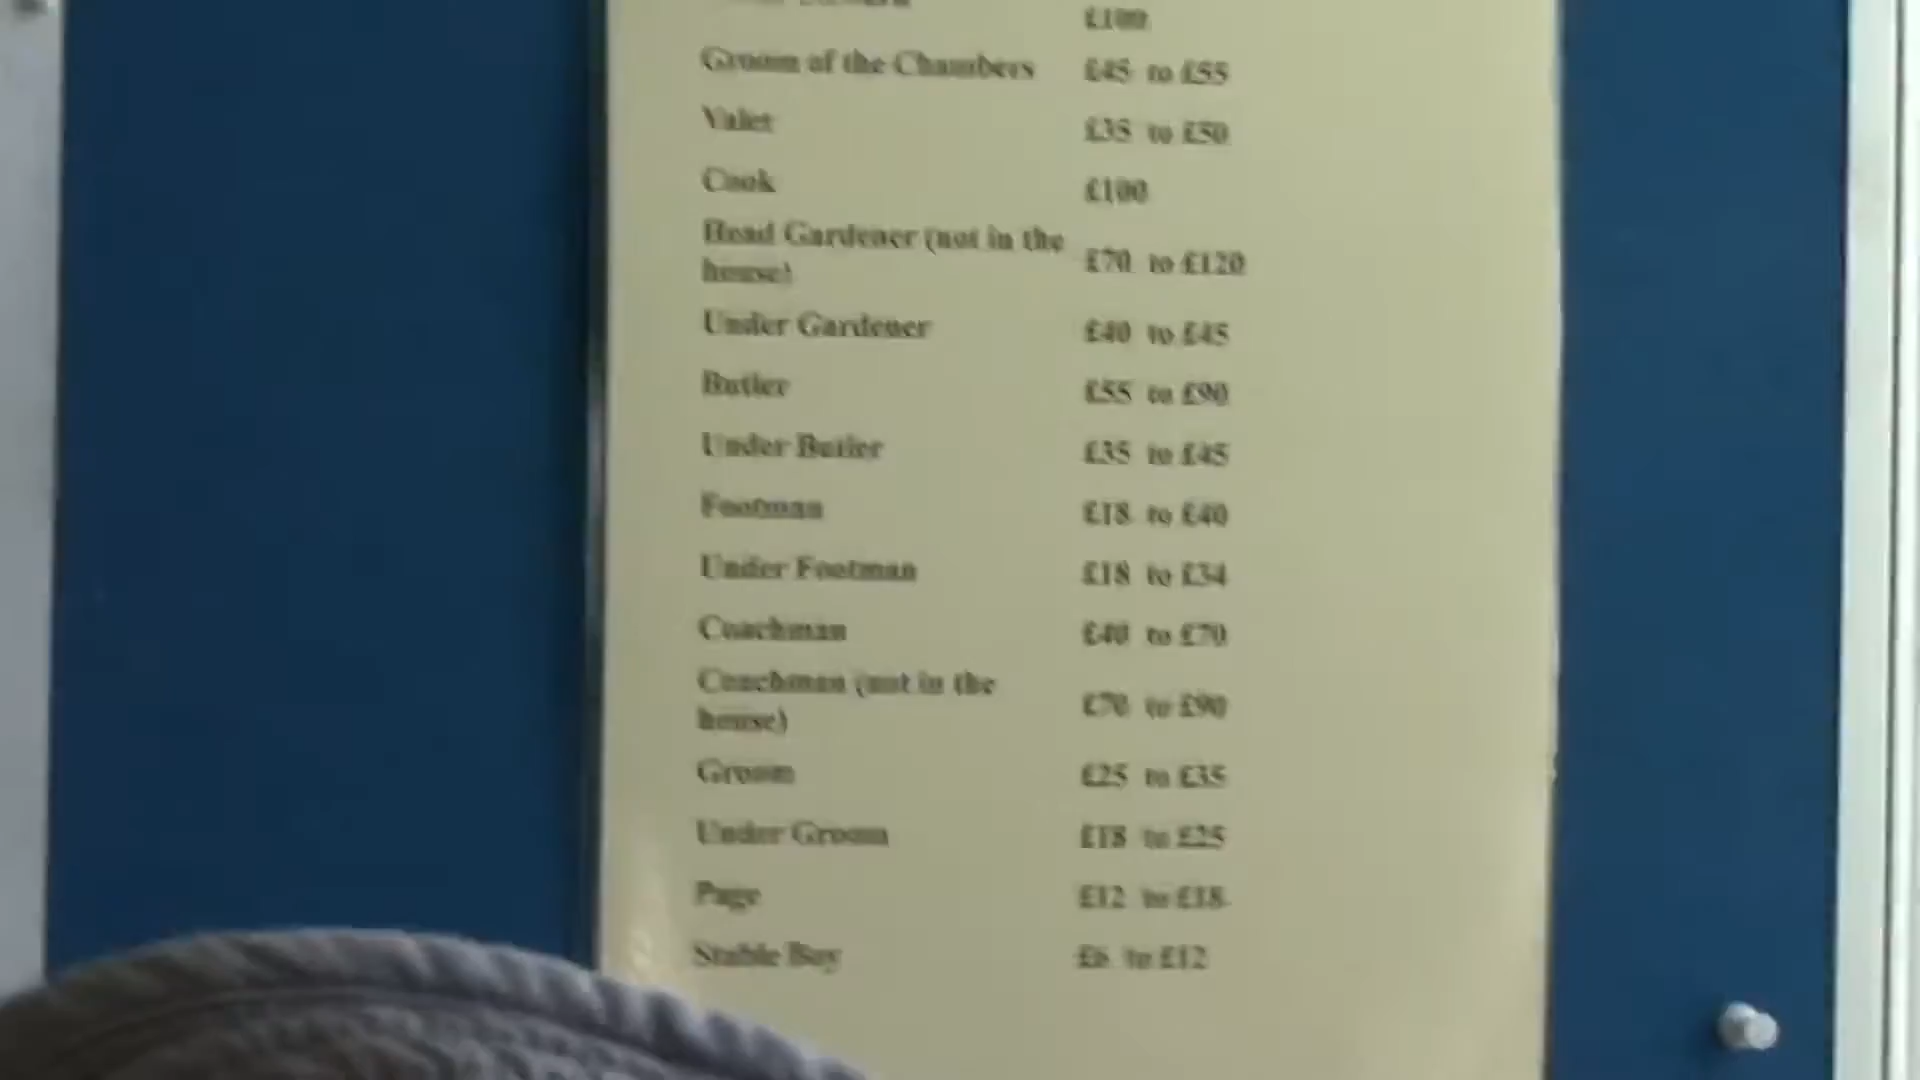 £100
Groom of the Chambers £45 to £55
Valet £35 to £50
Cook £100
Head Gardener (not in the
house) £70 to £120
Under Gardener £40 to £45
Butler £55 to £90
Under Butler £35 to £45
Footman £18 to £40
Under Footman £18 to £34
Coachman £40 to £70
Coachman (not in the
house) £70 to £90
Groom £25 to £35
Under Groom £18 to £25
Page £12 to £18
Stable Boy £6 to £12